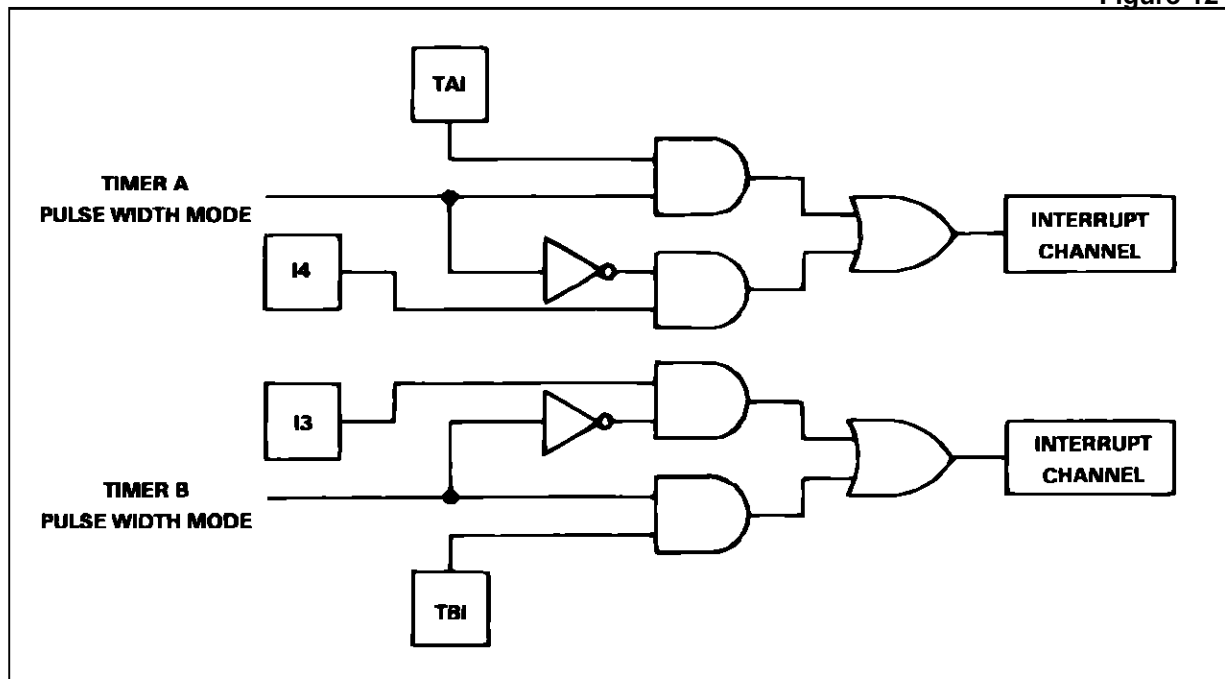 Figure 12
TAI
TIMER A
PULSE WIDTH MODE
I4
INTERRUPT
CHANNEL
I3
TIMER B
PULSE WIDTH MODE
INTERRUPT
CHANNEL
TBI